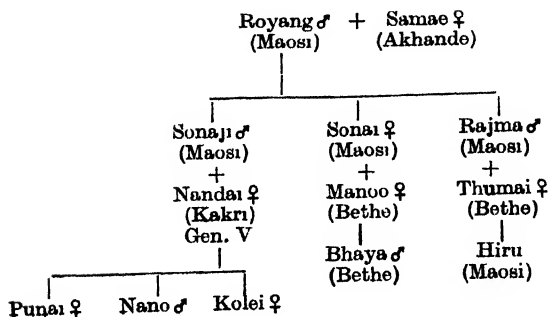 Royang ♂ + Samae ♀
(Maosi) (Akhande)
Sonaji ♂ Sonai ♀ Rajma ♂
(Maosi) (Maosi) (Maosi)
+ + +
Nandai ♀ Manoo ♀ Thumai ♀
(Kakri) (Bethe) (Bethe)
Gen. V
Bhaya ♂ Hiru
(Bethe) (Maosi)
Punai ♀ Nano ♂ Kolei ♀